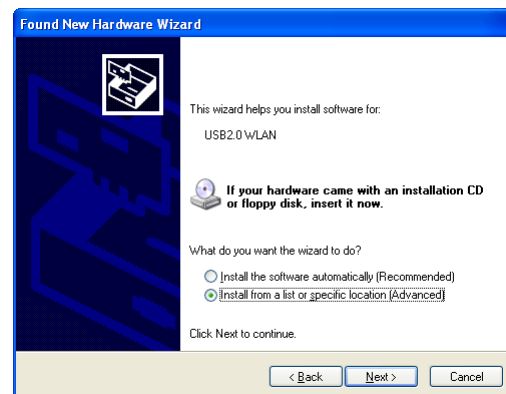 Found New Hardware Wizard
This wizard helps you install software for:
USB2.0 WLAN
If your hardware came with an installation CD
or floppy disk, insert it now.
What do you want the wizard to do?
Install the software automatically (Recommended)
Install from a list or specific location (Advanced)
Click Next to continue.
< Back
Next >
Cancel